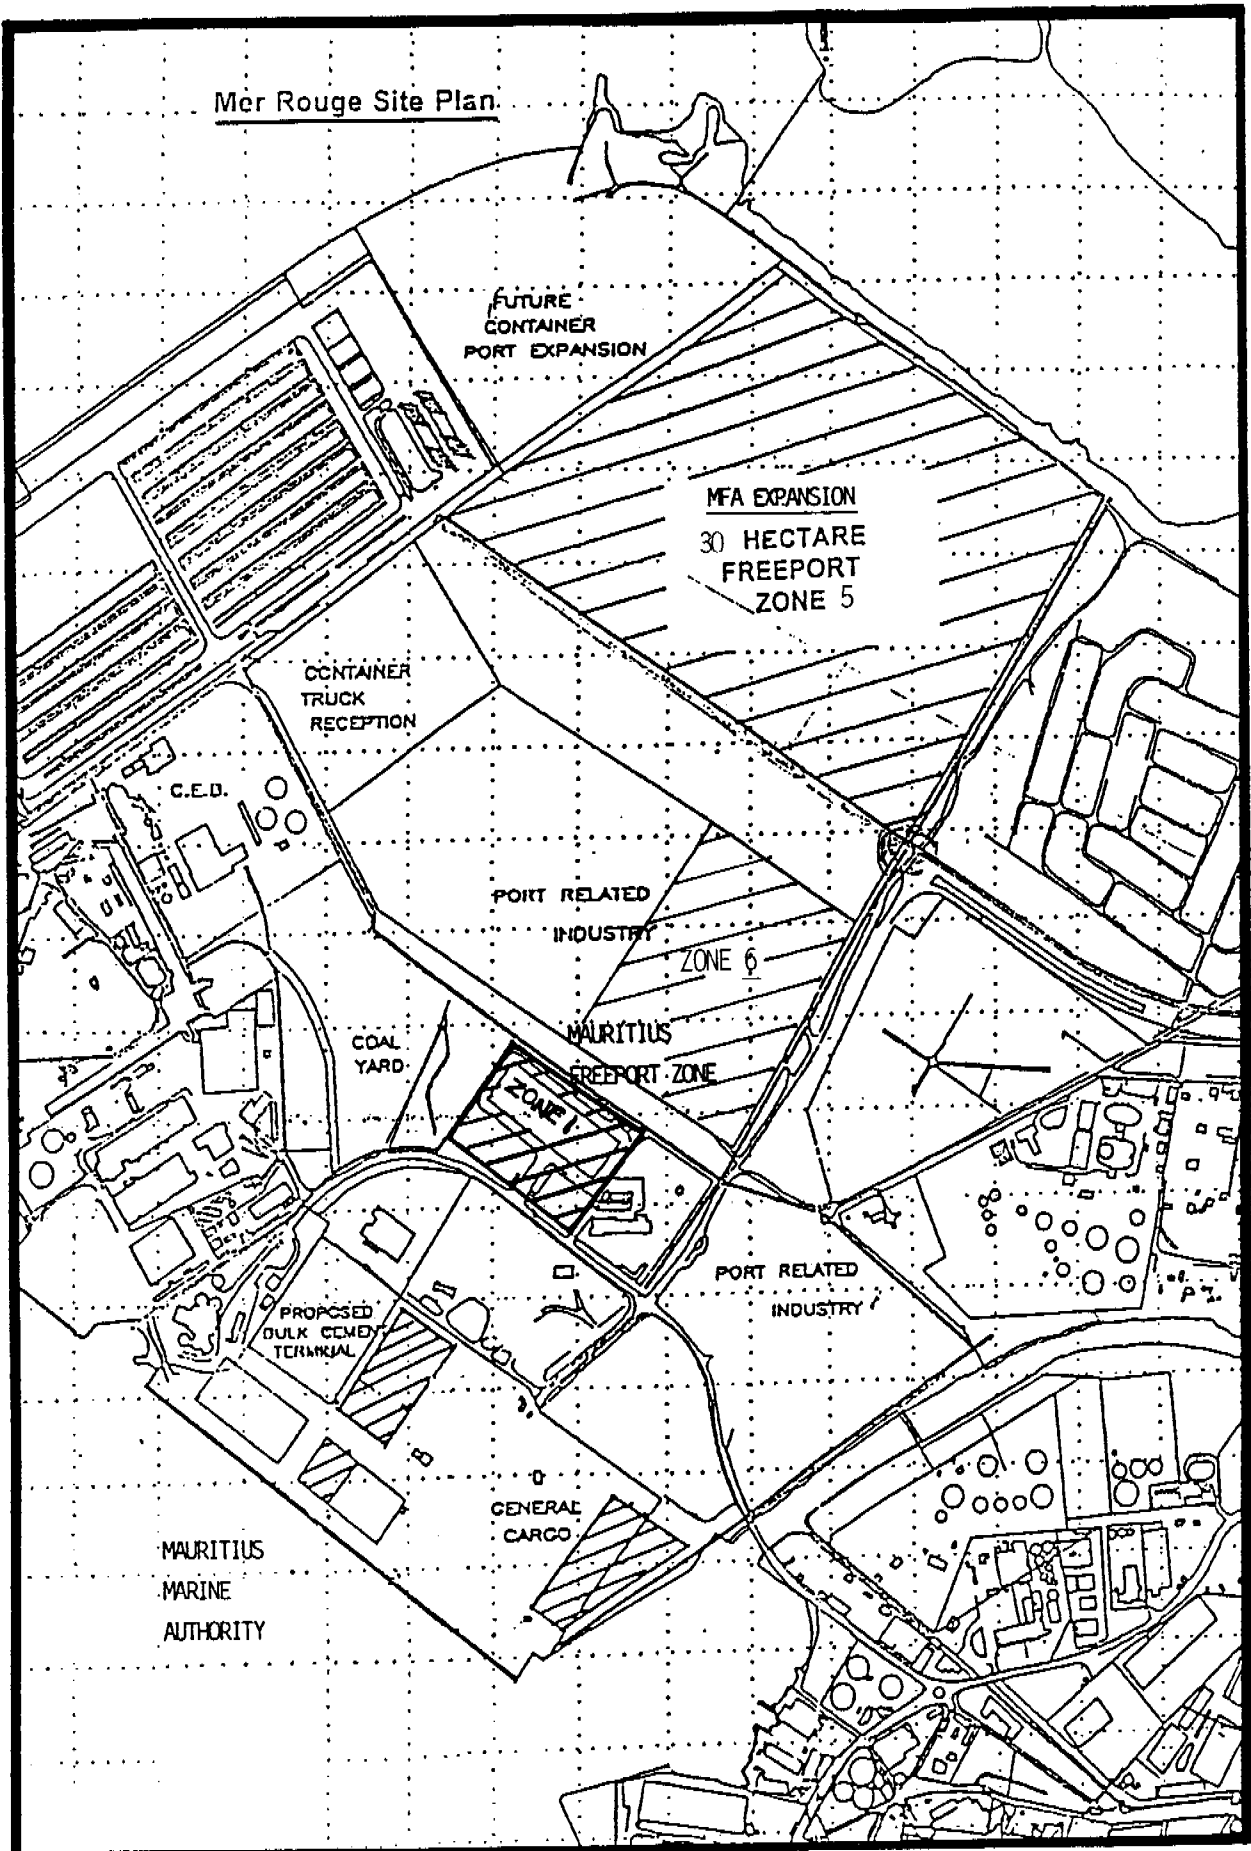 Mer Rouge Site Plan
FUTURE
CONTAINER
PORT EXPANSION
MFA EXPANSION
30 HECTARE
FREEPORT
ZONE 5
CONTAINER
TRUCK
RECEPTION
C.E.B.
PORT RELATED
INDUSTRY
ZONE 6
MAURITIUS
FREEPORT ZONE
COAL
YARD
ZONE 1.
PORT RELATED
INDUSTRY
PROPOSED
BULK CEMENT
TERMINAL
GENERAL
CARGO
MAURITIUS
MARINE
AUTHORITY